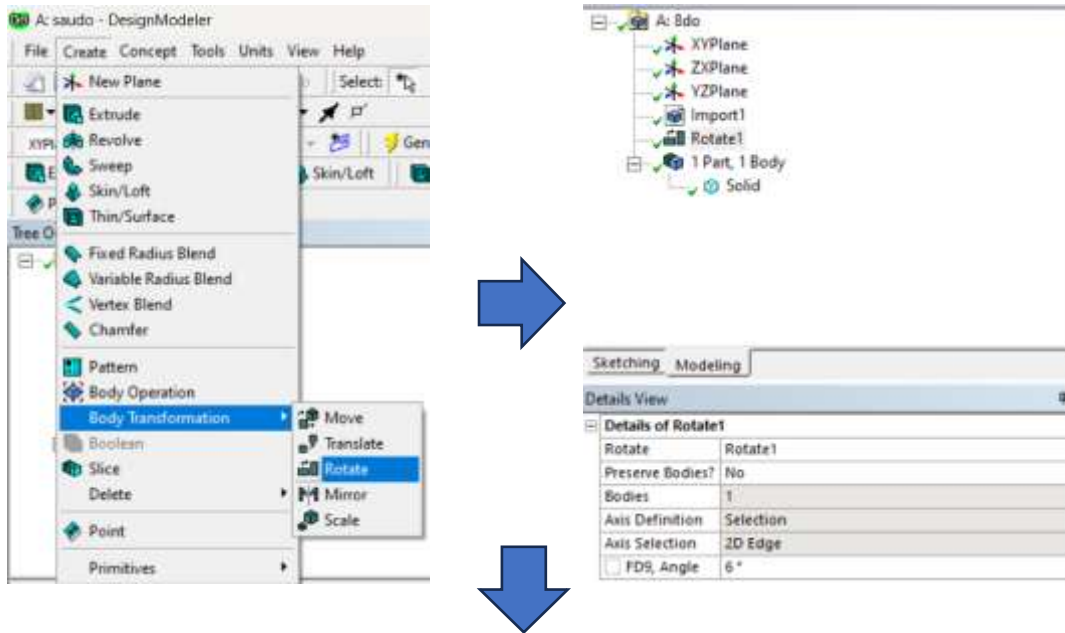 A: saudo - DesignModeler
File Create Concept Tools Units View Help
New Plane
Select:
Extrude
Revolve
Gen
Sweep
Skin/Loft
Skin/Loft
Thin/Surface
Tree O
Fixed Radius Blend
Variable Radius Blend
Vertex Blend
Chamfer
Pattern
Body Operation
Body Transformation
Move
Boolean
Translate
Slice
Rotate
Delete
Mirror
Scale
Point
Primitives
A: 8do
XYPlane
ZXPlane
YZPlane
Import1
Rotate1
1 Part, 1 Body
Solid
Sketching Modeling
Details View
Details of Rotate1
Rotate Rotate1
Preserve Bodies? No
Bodies 1
Axis Definition Selection
Axis Selection 2D Edge
FD9, Angle 6 °